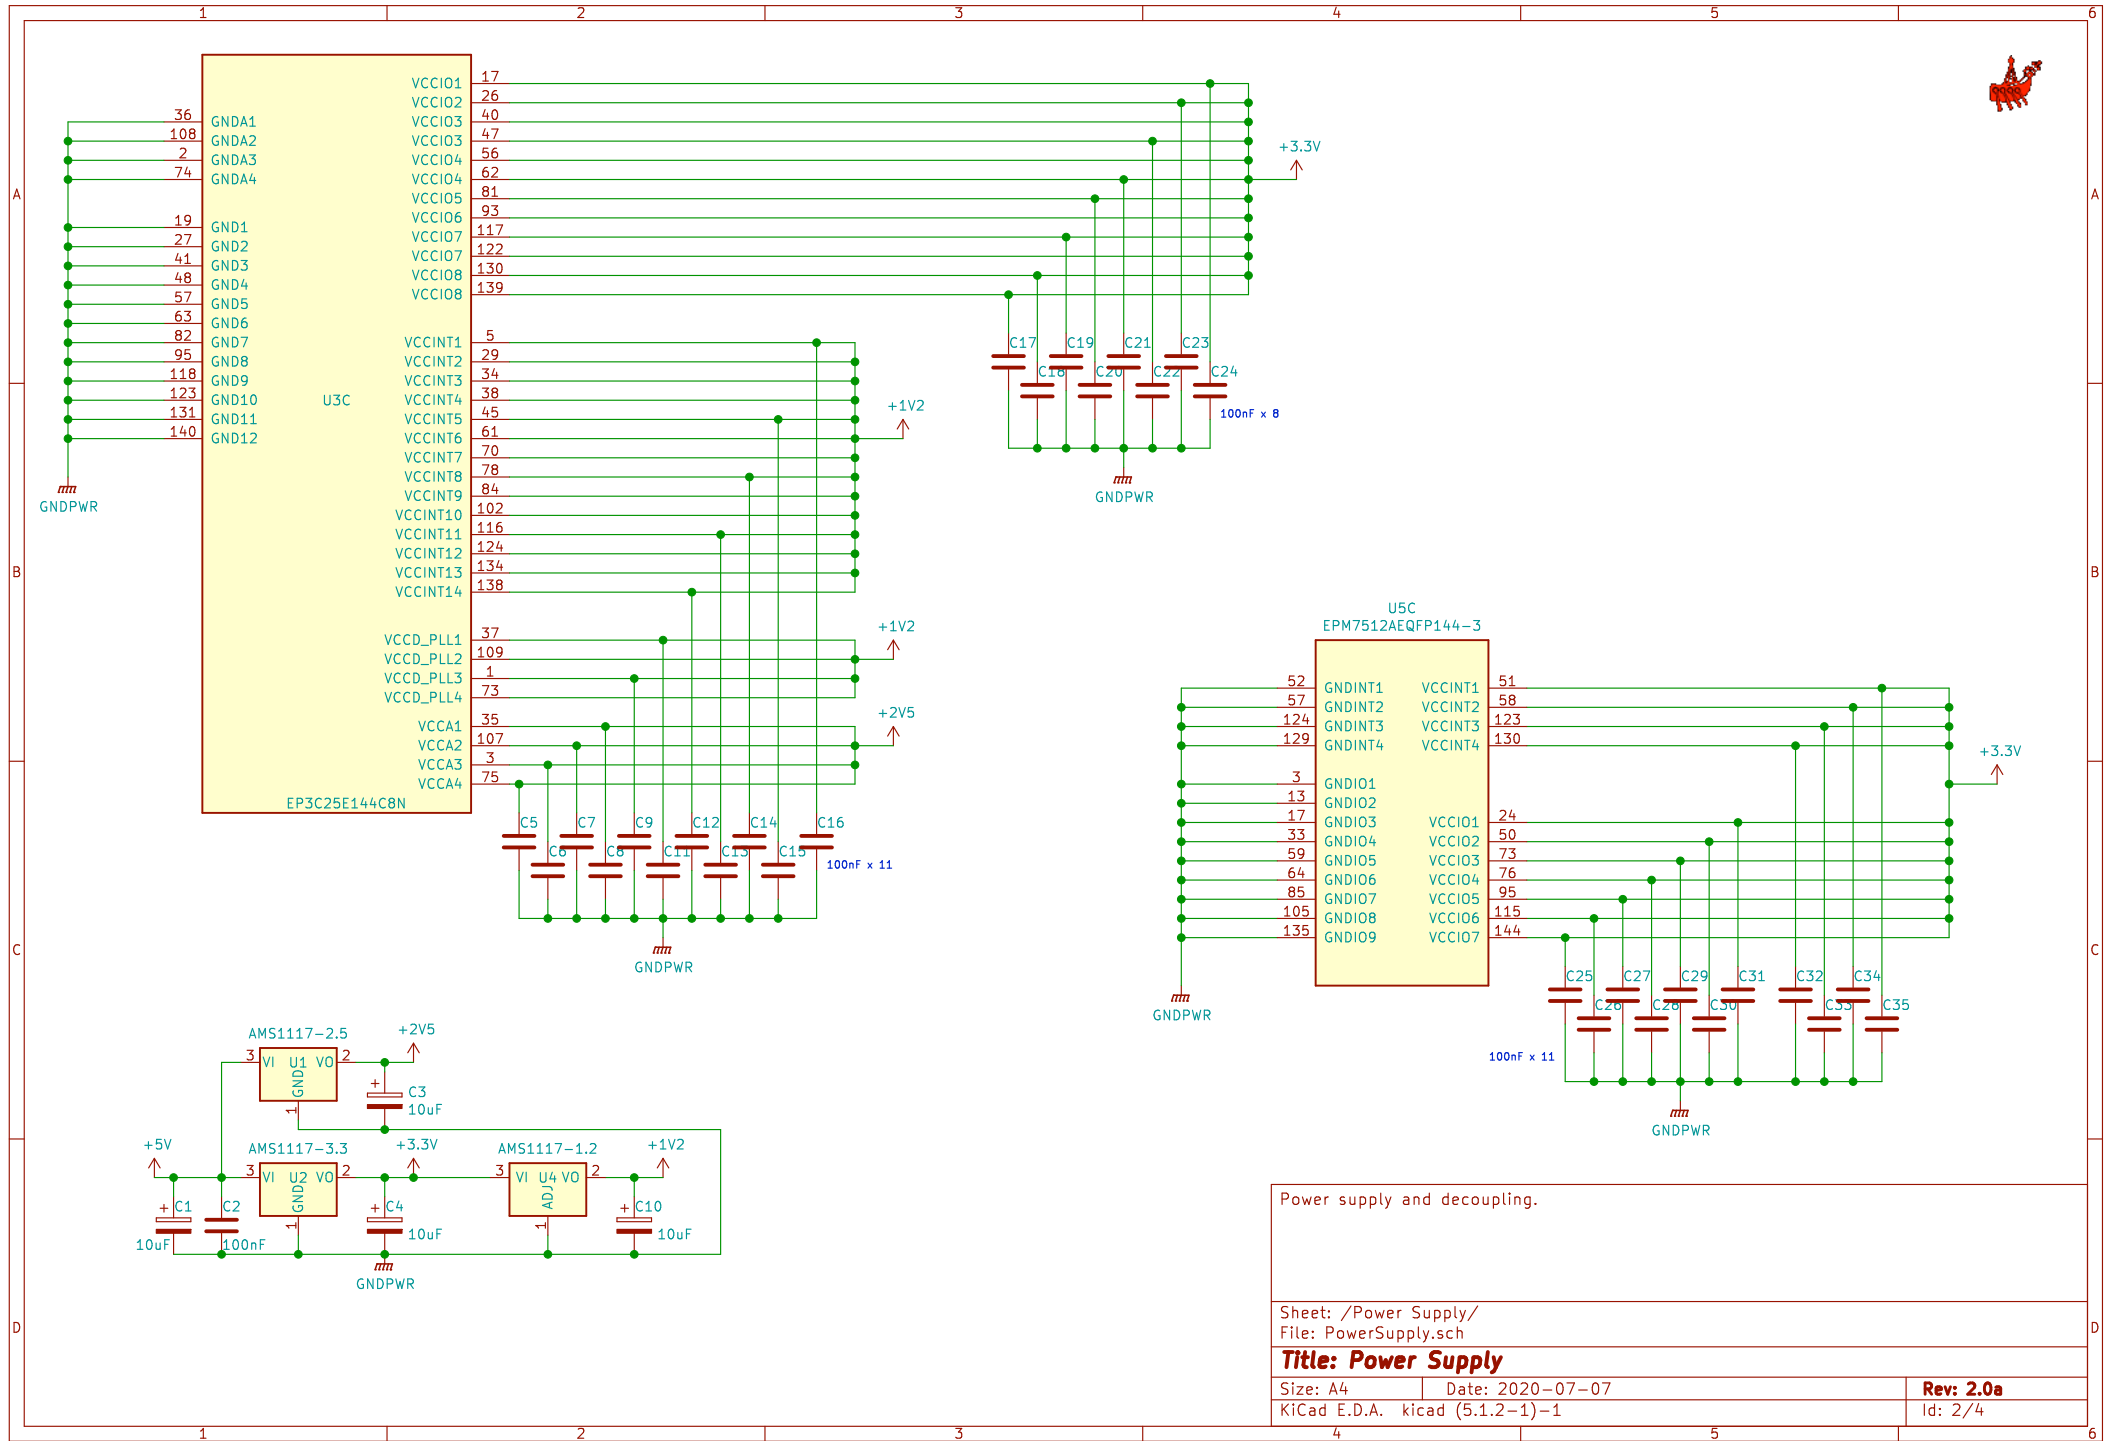 1 2 3 4 5 6
A
B
C
D
A
B
C
D
1 2 3 4 5 6
36 GNDA1
108 GNDA2
2 GNDA3
74 GNDA4
19 GND1
27 GND2
41 GND3
48 GND4
57 GND5
63 GND6
82 GND7
95 GND8
118 GND9
123 GND10
131 GND11
140 GND12
GNDPWR
U3C
EP3C25E144C8N
VCCIO1 17
VCCIO2 26
VCCIO3 40
VCCIO3 47
VCCIO4 56
VCCIO4 62
VCCIO5 81
VCCIO6 93
VCCIO7 117
VCCIO7 122
VCCIO8 130
VCCIO8 139
VCCINT1 5
VCCINT2 29
VCCINT3 34
VCCINT4 38
VCCINT5 45
VCCINT6 61
VCCINT7 70
VCCINT8 78
VCCINT9 84
VCCINT10 102
VCCINT11 116
VCCINT12 124
VCCINT13 134
VCCINT14 138
VCCD_PLL1 37
VCCD_PLL2 109
VCCD_PLL3 1
VCCD_PLL4 73
VCCA1 35
VCCA2 107
VCCA3 3
VCCA4 75
+3.3V
+1V2
+1V2
+2V5
C17 C19 C21 C23
C18 C20 C22 C24
100nF x 8
GNDPWR
C5 C7 C9 C12 C14 C16
C6 C8 C11 C13 C15
100nF x 11
GNDPWR
U5C
EPM7512AEQFP144-3
52 GNDINT1
57 GNDINT2
124 GNDINT3
129 GNDINT4
3 GNDIO1
13 GNDIO2
17 GNDIO3
33 GNDIO4
59 GNDIO5
64 GNDIO6
85 GNDIO7
105 GNDIO8
135 GNDIO9
GNDPWR
VCCINT1 51
VCCINT2 58
VCCINT3 123
VCCINT4 130
VCCIO1 24
VCCIO2 50
VCCIO3 73
VCCIO4 76
VCCIO5 95
VCCIO6 115
VCCIO7 144
+3.3V
C25 C27 C29 C31 C32 C34
C26 C28 C30 C33 C35
100nF x 11
GNDPWR
AMS1117-2.5
+2V5
3 VI U1 VO 2
GND
1
+
C3
10uF
+5V
AMS1117-3.3
+3.3V
AMS1117-1.2
+1V2
3 VI U2 VO 2
GND
1
3 VI U4 VO 2
ADJ
1
+ C1
10uF
C2
100nF
+ C4
10uF
+ C10
10uF
GNDPWR
Power supply and decoupling.
Sheet: /Power Supply/
File: PowerSupply.sch
Title: Power Supply
Size: A4 Date: 2020-07-07 Rev: 2.0a
KiCad E.D.A. kicad (5.1.2-1)-1 Id: 2/4